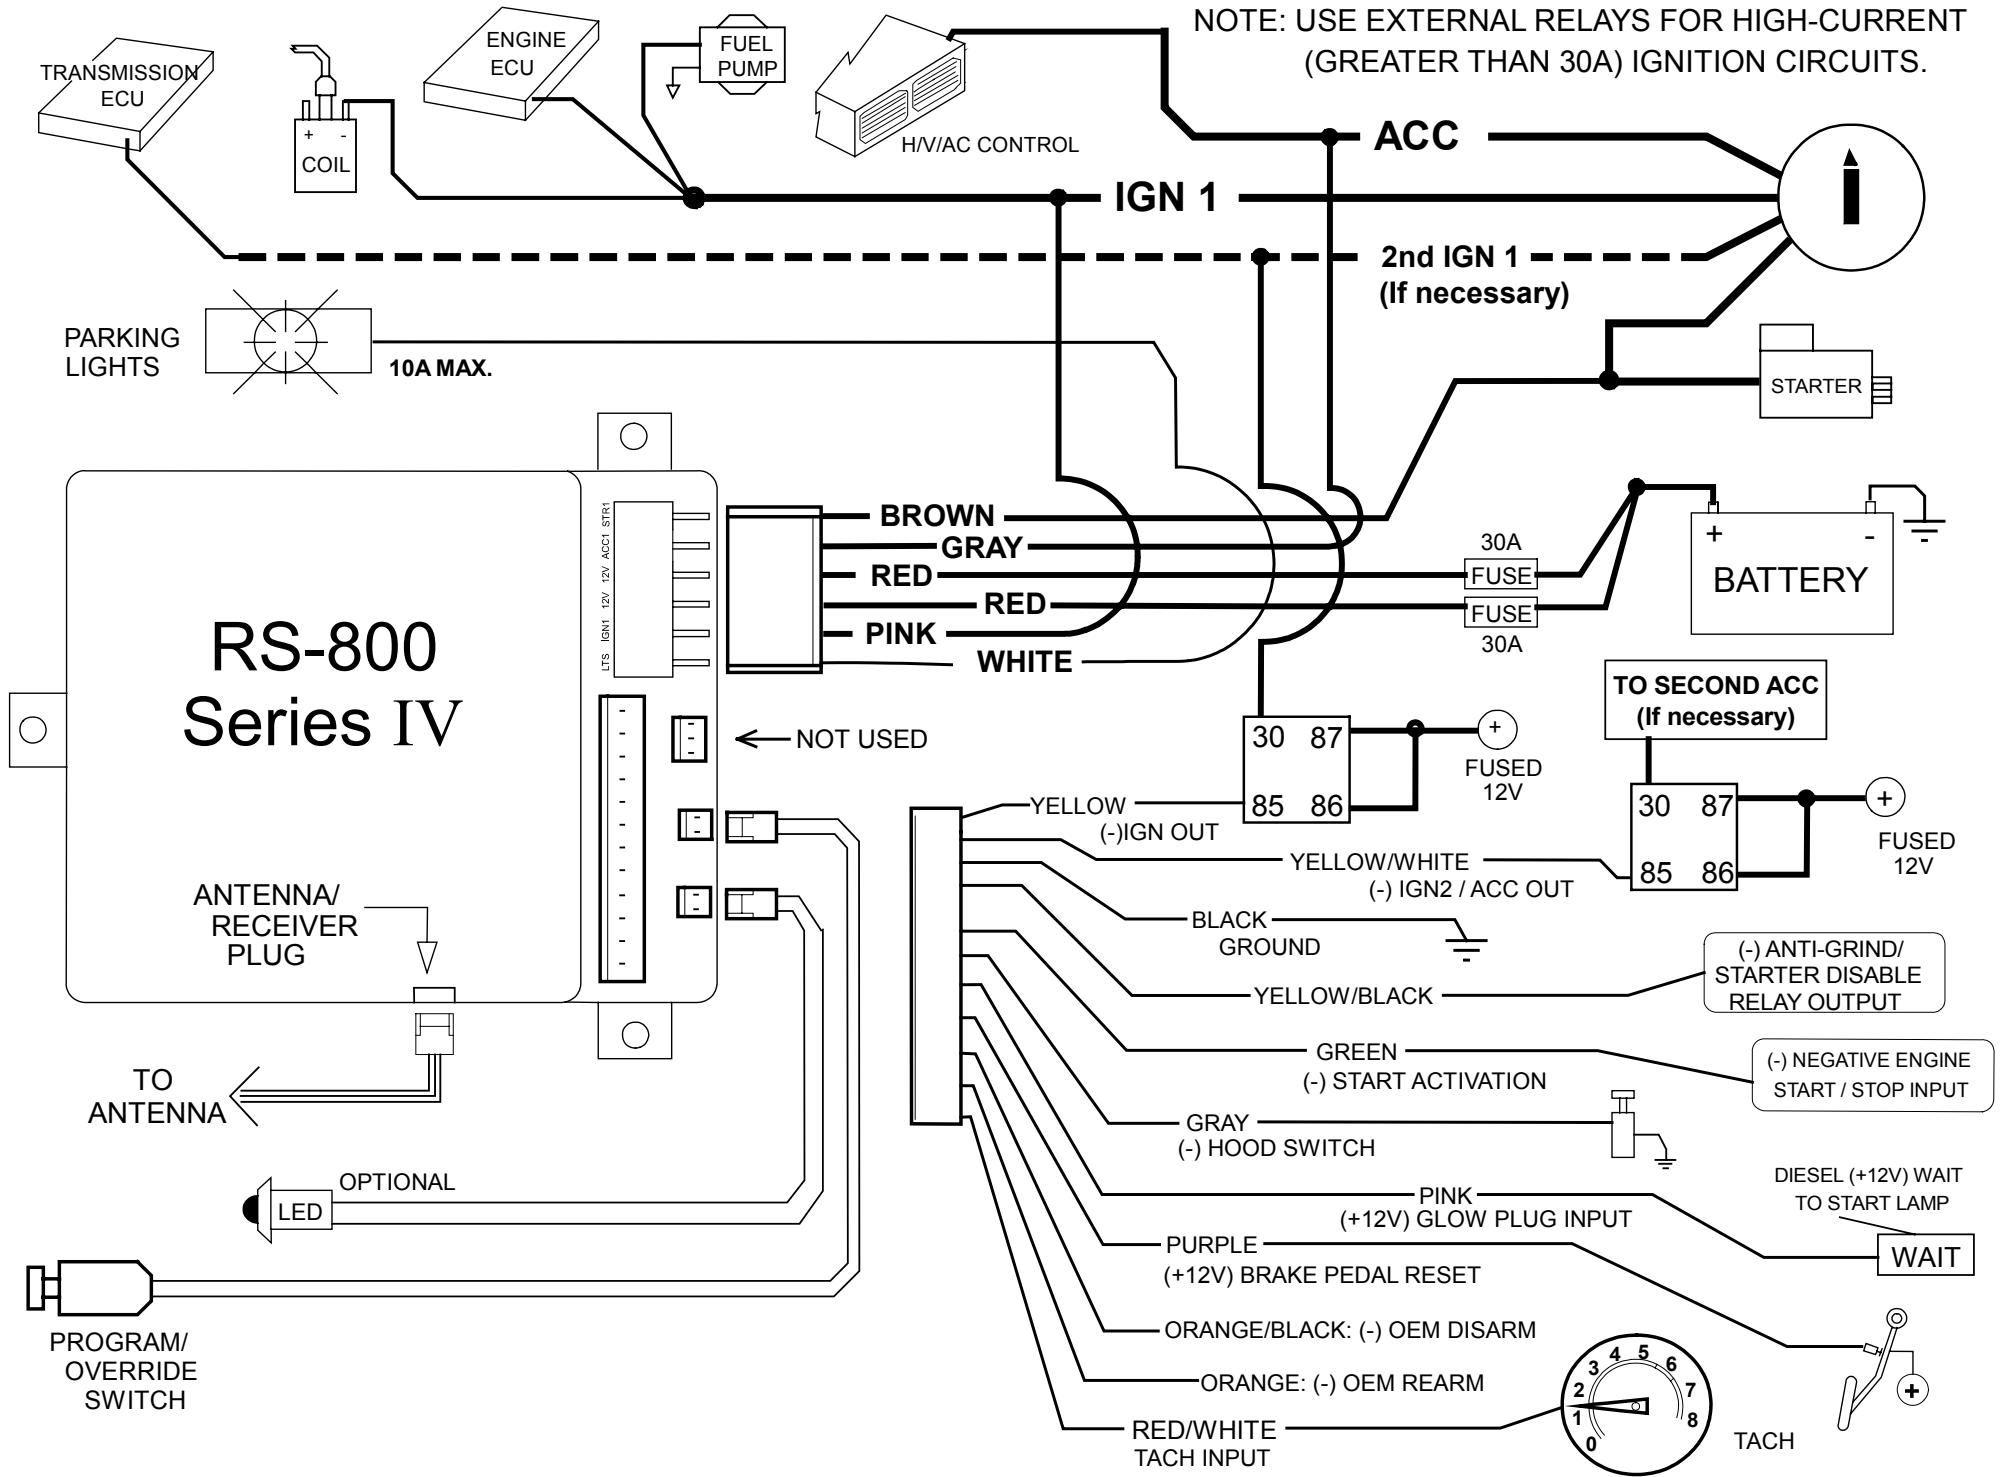 NOTE: USE EXTERNAL RELAYS FOR HIGH-CURRENT
(GREATER THAN 30A) IGNITION CIRCUITS.
TRANSMISSION
ECU
+ -
COIL
ENGINE
ECU
FUEL
PUMP
H/V/AC CONTROL
ACC
IGN 1
2nd IGN 1
(If necessary)
PARKING
LIGHTS
10A MAX.
STARTER
RS-800
Series IV
LTS IGN1 12V 12V ACC1 STR1
BROWN
GRAY
RED
RED
PINK
WHITE
30A
FUSE
FUSE
30A
+ -
BATTERY
NOT USED
TO SECOND ACC
(If necessary)
30 87
85 86
+
FUSED
12V
30 87
85 86
+
FUSED
12V
YELLOW
(-)IGN OUT
YELLOW/WHITE
(-) IGN2 / ACC OUT
BLACK
GROUND
YELLOW/BLACK
(-) ANTI-GRIND/
STARTER DISABLE
RELAY OUTPUT
GREEN
(-) START ACTIVATION
(-) NEGATIVE ENGINE
START / STOP INPUT
GRAY
(-) HOOD SWITCH
PINK
(+12V) GLOW PLUG INPUT
DIESEL (+12V) WAIT
TO START LAMP
WAIT
PURPLE
(+12V) BRAKE PEDAL RESET
+
ORANGE/BLACK: (-) OEM DISARM
ORANGE: (-) OEM REARM
RED/WHITE
TACH INPUT
0 1 2 3 4 5 6 7 8
TACH
ANTENNA/
RECEIVER
PLUG
TO
ANTENNA
OPTIONAL
LED
PROGRAM/
OVERRIDE
SWITCH